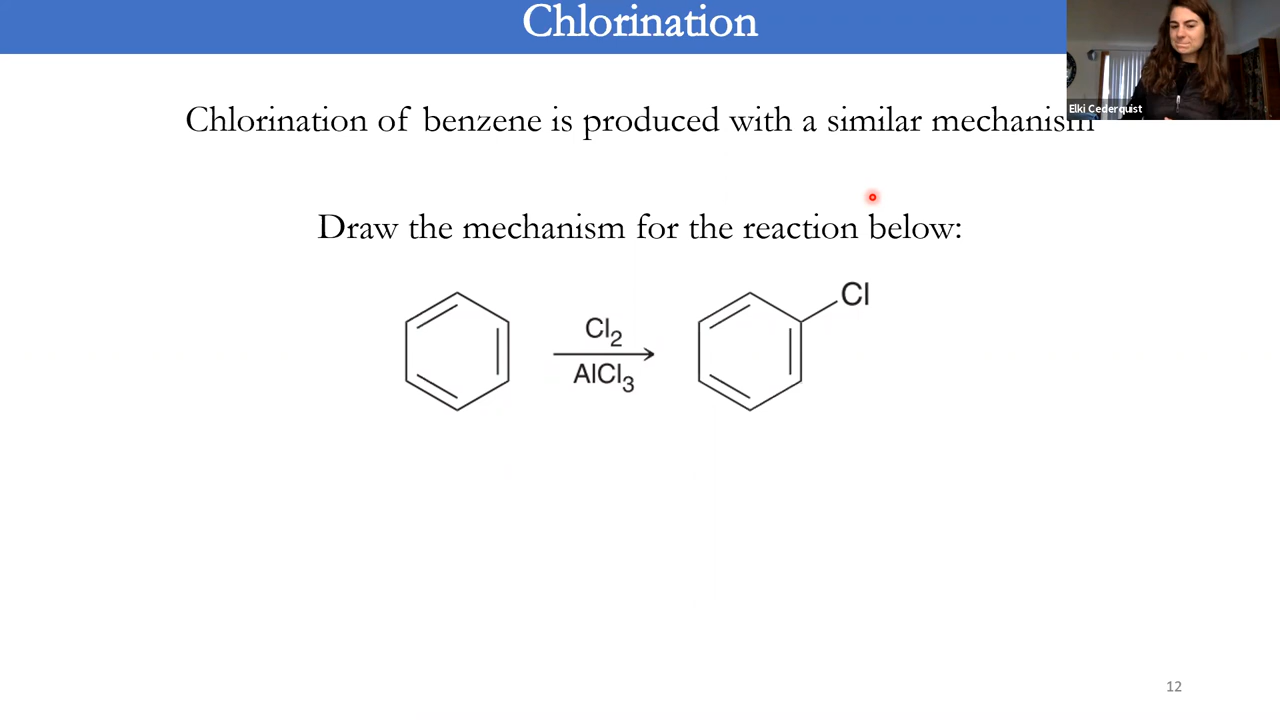 Chlorination
Elki Cederquist
Chlorination of benzene is produced with a similar mechanism
Draw the mechanism for the reaction below:
Cl
Cl2
AlCl3
12